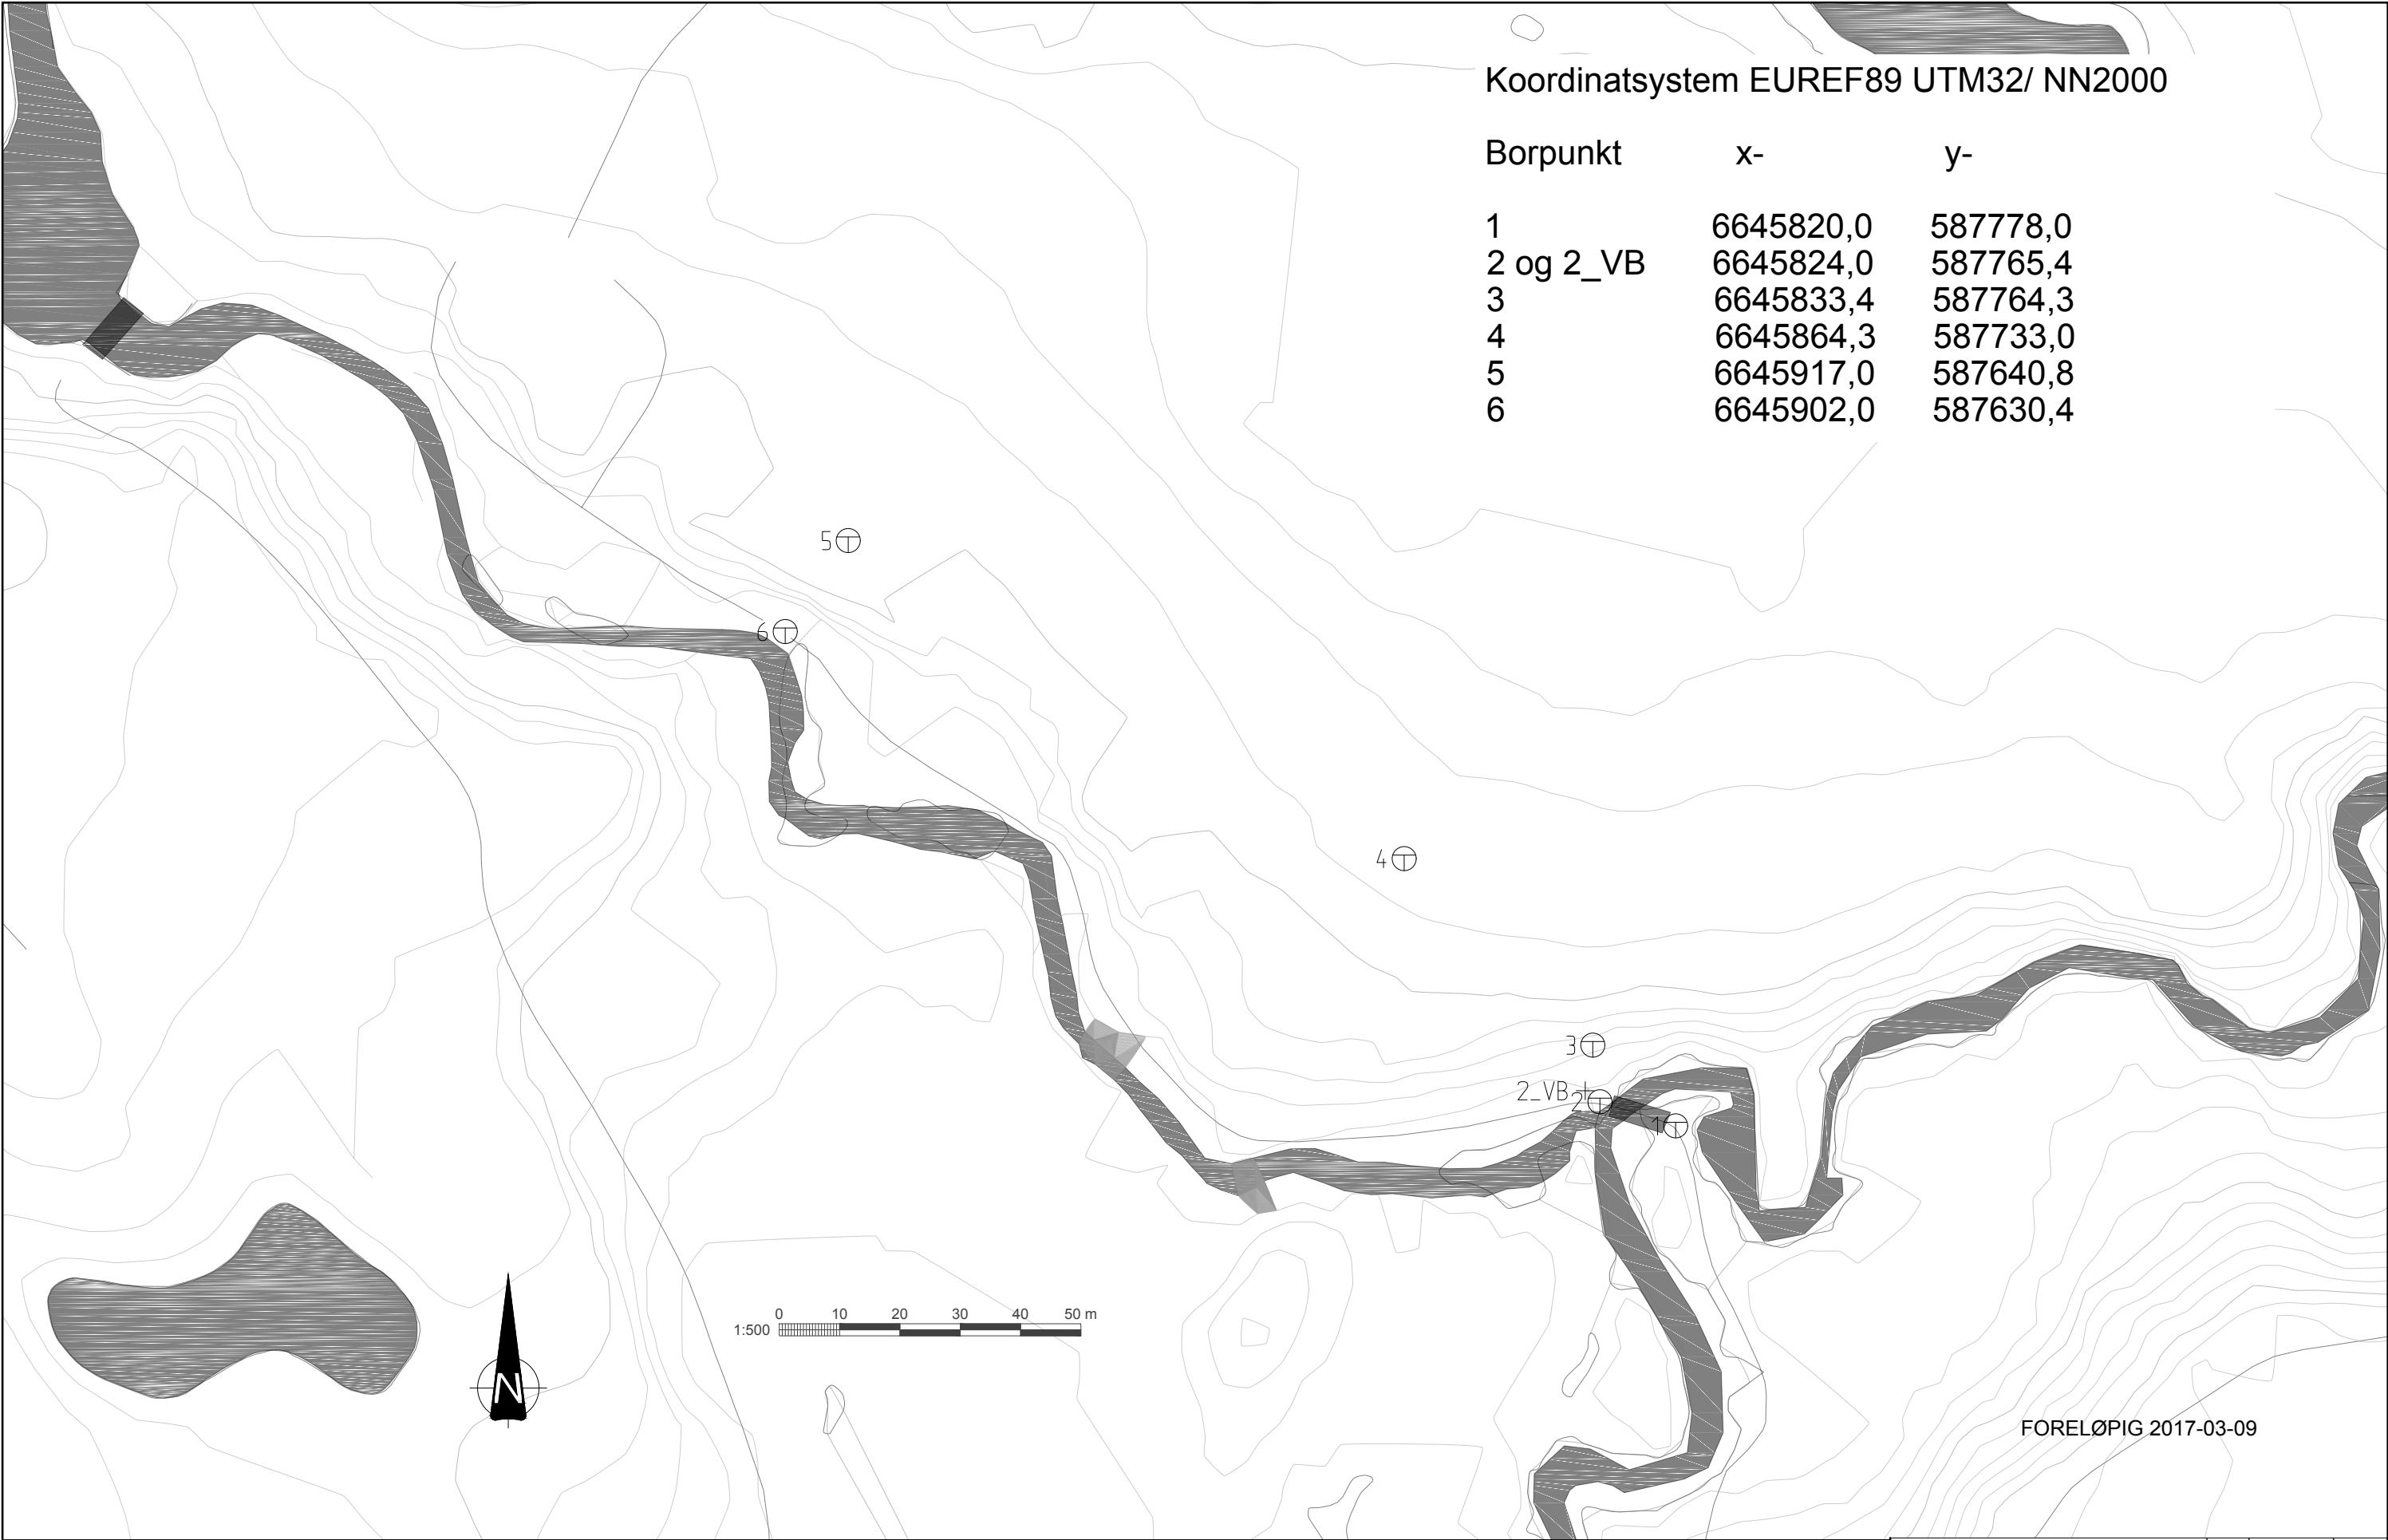 Koordinatsystem EUREF89 UTM32/ NN2000
Borpunkt x- y-
1 6645820,0 587778,0
2 og 2_VB 6645824,0 587765,4
3 6645833,4 587764,3
4 6645864,3 587733,0
5 6645917,0 587640,8
6 6645902,0 587630,4
5
6
4
3
2_VB
2
1
0 10 20 30 40 50 m
1:500
N
FORELØPIG 2017-03-09